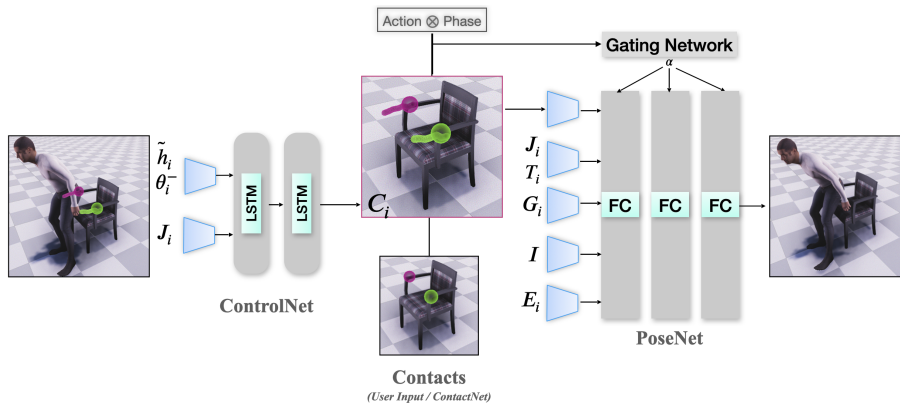 Action ⊗ Phase
Gating Network
α
h̃ᵢ
θᵢ⁻
Jᵢ
LSTM
LSTM
ControlNet
Cᵢ
Contacts
(User Input / ContactNet)
Jᵢ
Tᵢ
Gᵢ
I
Eᵢ
FC
FC
FC
PoseNet